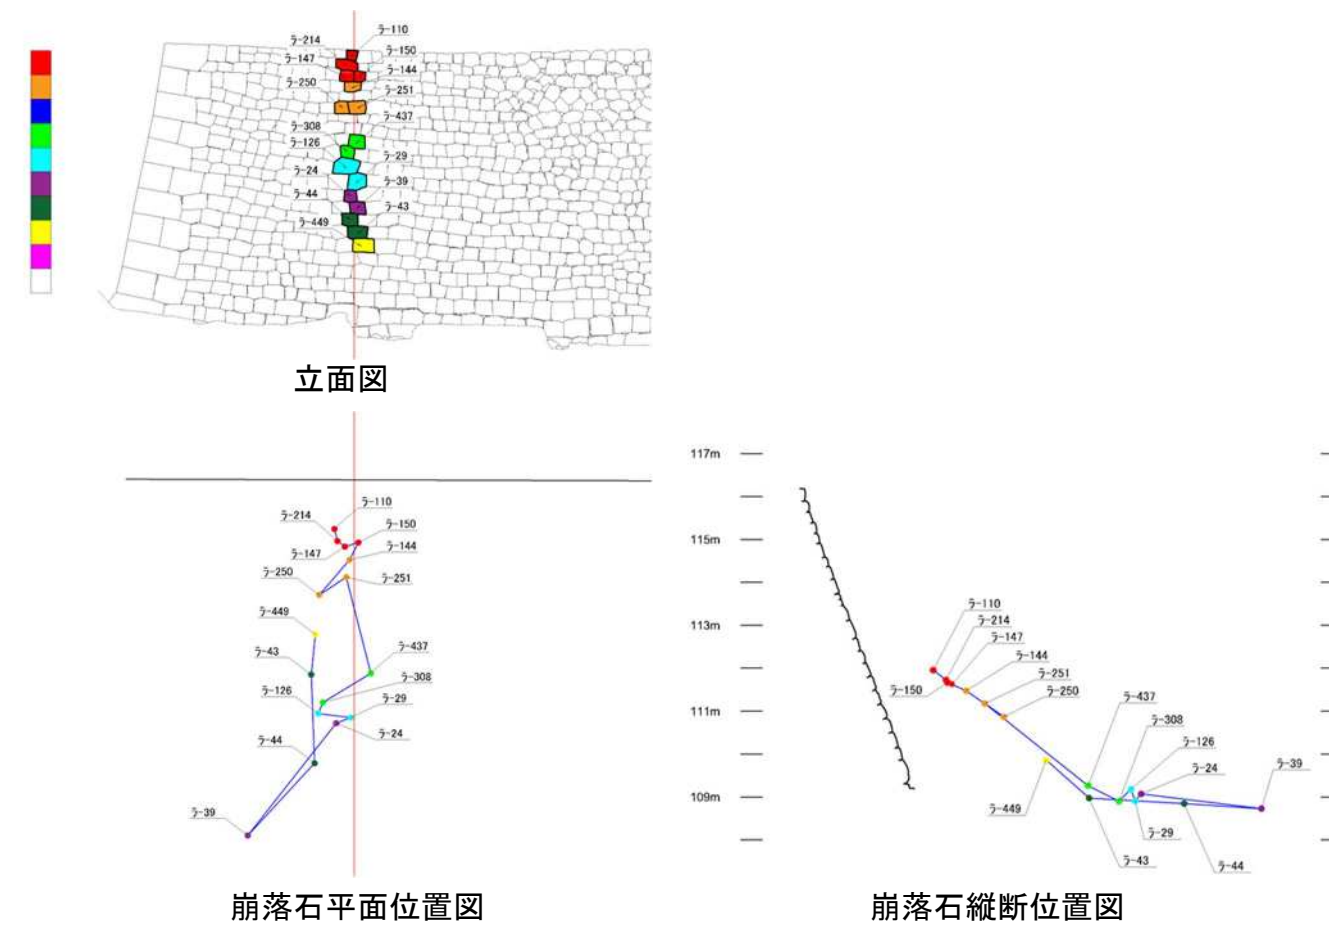 ラ-110
ラ-214
ラ-150
ラ-147
ラ-144
ラ-250
ラ-251
ラ-437
ラ-308
ラ-126
ラ-29
ラ-24
ラ-39
ラ-44
ラ-43
ラ-449
立面図
ラ-110
ラ-214
ラ-150
ラ-147
ラ-144
ラ-250
ラ-251
ラ-449
ラ-437
ラ-43
ラ-308
ラ-126
ラ-29
ラ-24
ラ-44
ラ-39
崩落石平面位置図
117m
115m
113m
111m
109m
ラ-110
ラ-214
ラ-147
ラ-144
ラ-251
ラ-150
ラ-250
ラ-437
ラ-308
ラ-126
ラ-24
ラ-39
ラ-449
ラ-29
ラ-43
ラ-44
崩落石縦断位置図